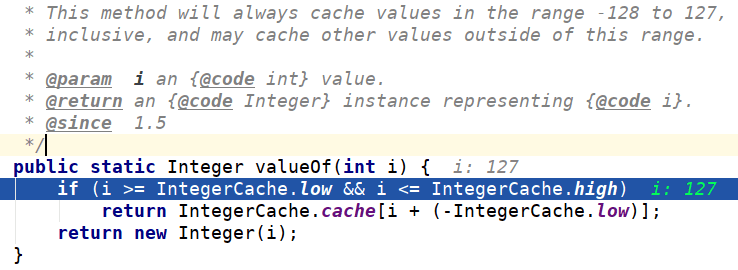 * This method will always cache values in the range -128 to 127,
* inclusive, and may cache other values outside of this range.
*
* @param  i an {@code int} value.
* @return an {@code Integer} instance representing {@code i}.
* @since  1.5
*/
public static Integer valueOf(int i) {  i: 127
    if (i >= IntegerCache.low && i <= IntegerCache.high)  i: 127
        return IntegerCache.cache[i + (-IntegerCache.low)];
    return new Integer(i);
}